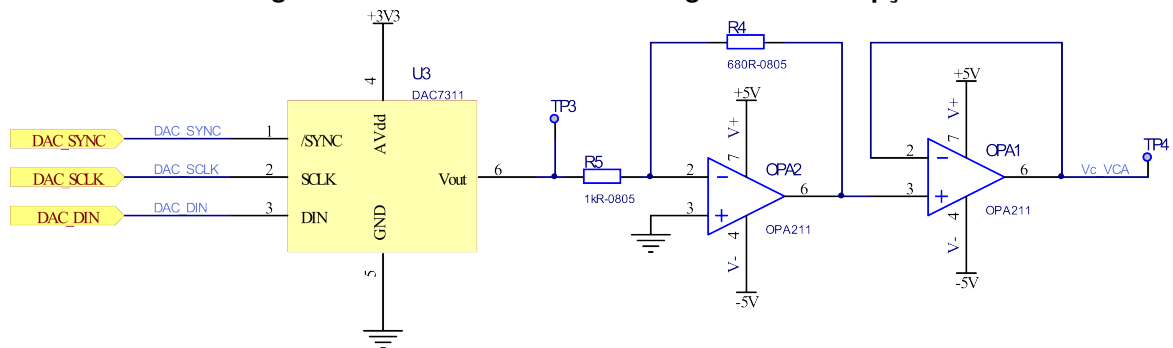 +3V3
R4
680R-0805
U3
DAC7311
4
TP3
+5V
+5V
V+
V+
7
7
DAC_SYNC
DAC_SYNC
1
/SYNC
AVdd
OPA2
OPA1
TP4
R5
2
2
6
Vc_VCA
DAC_SCLK
DAC_SCLK
2
SCLK
Vout
6
6
3
1kR-0805
3
OPA211
OPA211
DAC_DIN
DAC_DIN
3
DIN
GND
4
4
V-
V-
5
-5V
-5V